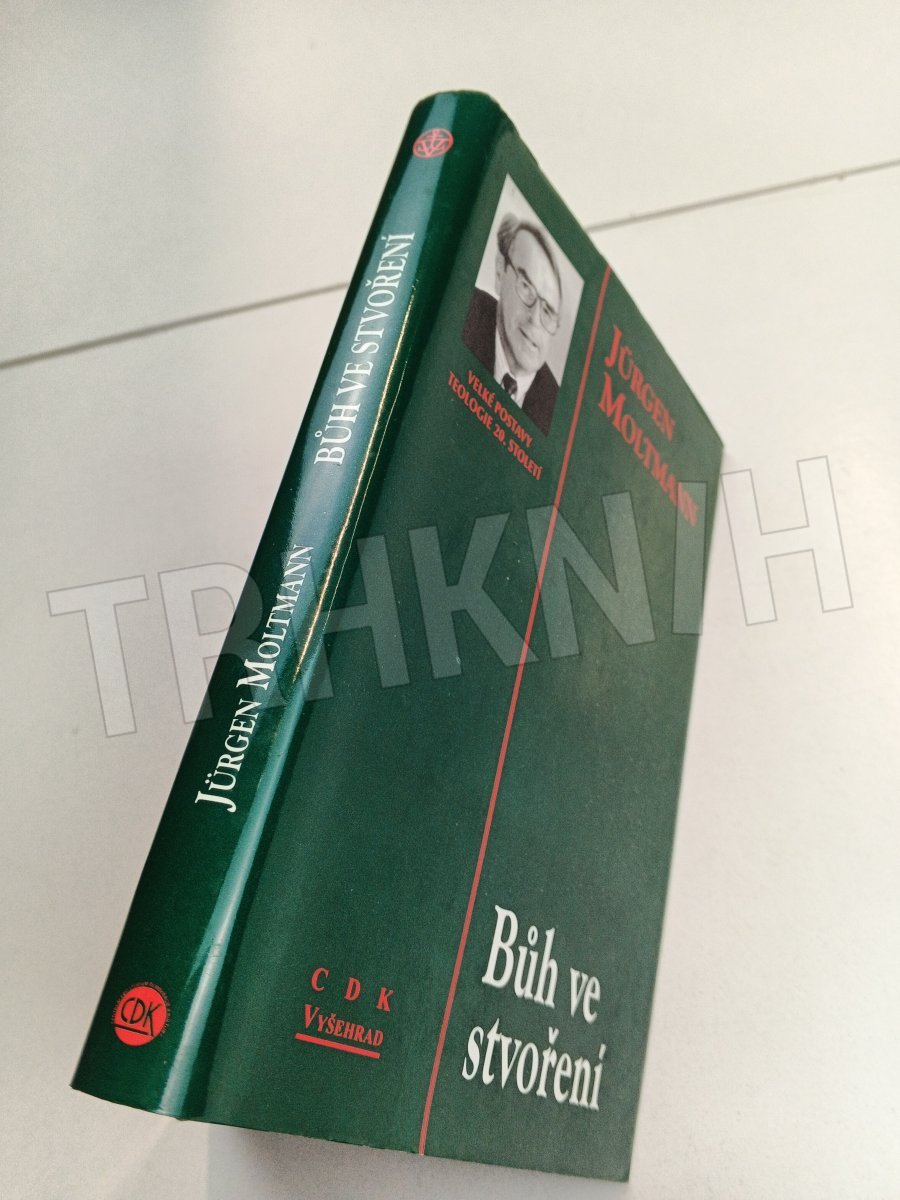 JÜRGEN MOLTMANN BŮH VE STVOŘENÍ
CDK
VELKÉ POSTAVY
TEOLOGIE 20. STOLETÍ
JÜRGEN
MOLTMANN
Bůh ve
stvoření
CDK
VYŠEHRAD
TRHKNIH